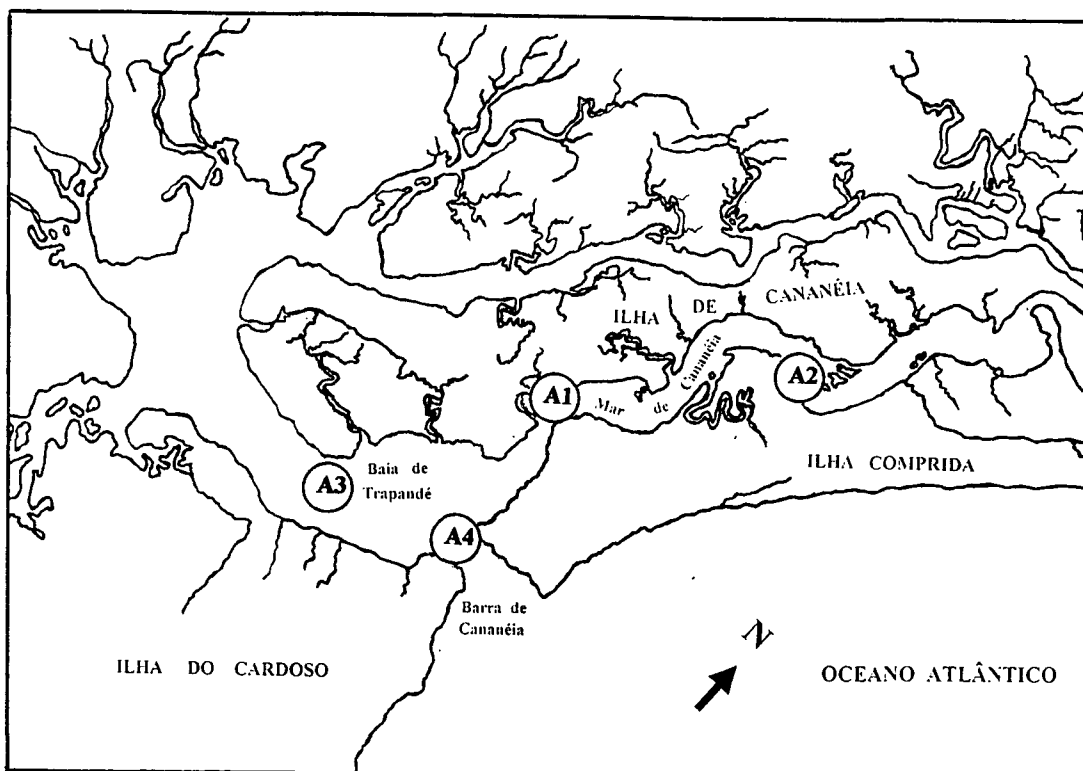 ILHA DE CANANÉIA
A1
Mar de Cananéia
A2
ILHA COMPRIDA
A3
Baia de
Trapandé
A4
Barra de
Cananéia
N
ILHA DO CARDOSO
OCEANO ATLÂNTICO